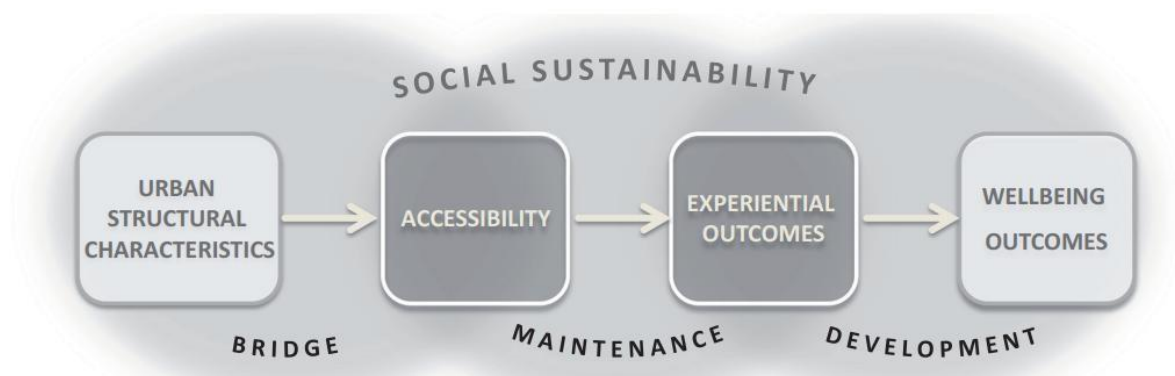 SOCIAL SUSTAINABILITY
URBAN
STRUCTURAL
CHARACTERISTICS
ACCESSIBILITY
EXPERIENTIAL
OUTCOMES
WELLBEING
OUTCOMES
BRIDGE
MAINTENANCE
DEVELOPMENT